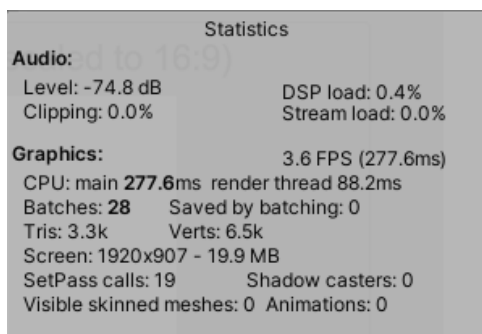 Statistics
Audio:
Level: -74.8 dB DSP load: 0.4%
Clipping: 0.0% Stream load: 0.0%
Graphics: 3.6 FPS (277.6ms)
CPU: main 277.6ms render thread 88.2ms
Batches: 28 Saved by batching: 0
Tris: 3.3k Verts: 6.5k
Screen: 1920x907 - 19.9 MB
SetPass calls: 19 Shadow casters: 0
Visible skinned meshes: 0 Animations: 0
to 16:9)